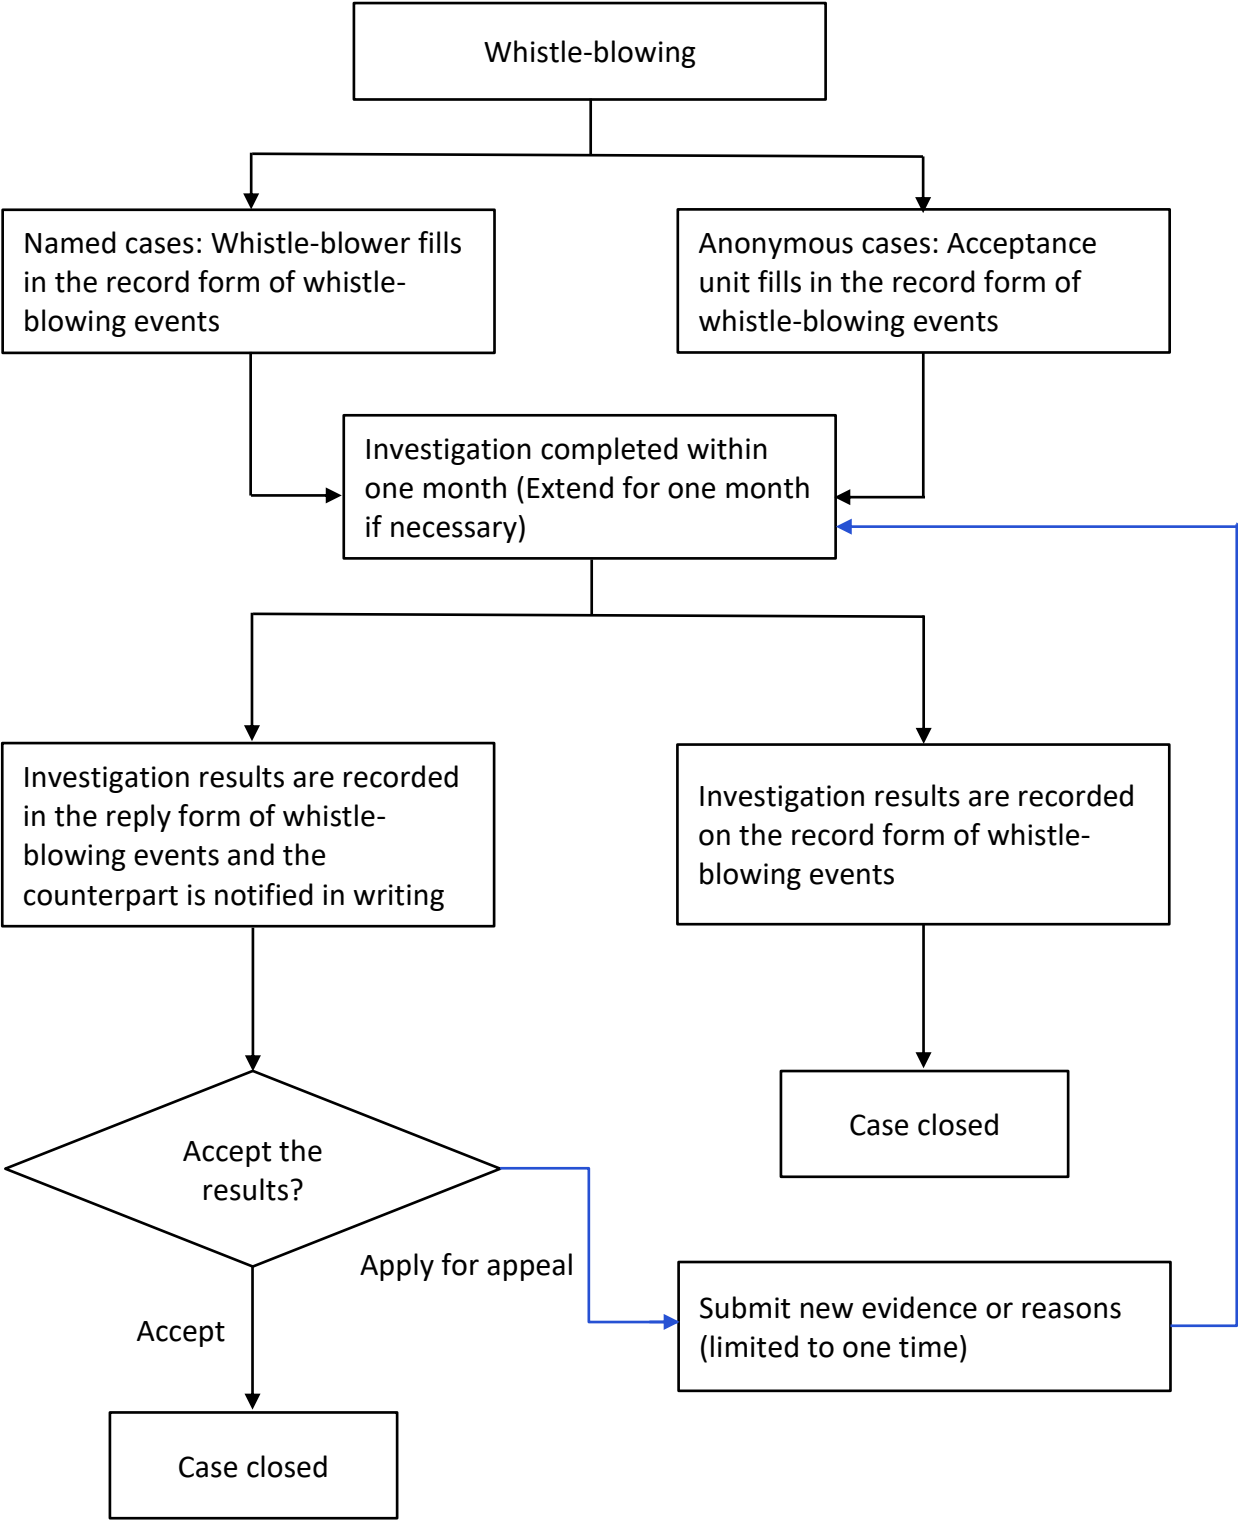 Whistle-blowing
Named cases: Whistle-blower fills
in the record form of whistle-
blowing events
Anonymous cases: Acceptance
unit fills in the record form of
whistle-blowing events
Investigation completed within
one month (Extend for one month
if necessary)
Investigation results are recorded
in the reply form of whistle-
blowing events and the
counterpart is notified in writing
Investigation results are recorded
on the record form of whistle-
blowing events
Accept the
results?
Case closed
Apply for appeal
Submit new evidence or reasons
(limited to one time)
Accept
Case closed